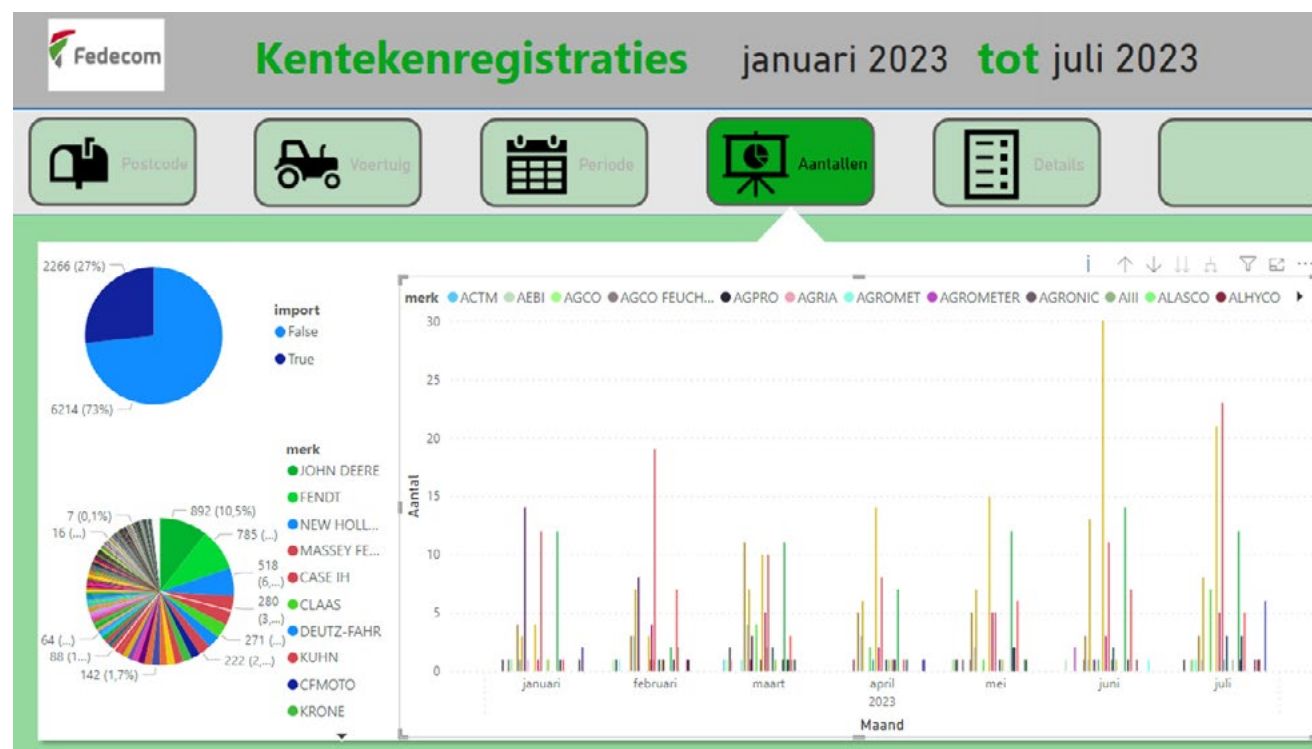 Fedecom
Kentekenregistraties januari 2023 tot juli 2023
Postcode
Voertuig
Periode
Aantallen
Details
2266 (27%)
6214 (73%)
import
False
True
merk
JOHN DEERE
FENDT
NEW HOLL...
MASSEY FE...
CASE IH
CLAAS
DEUTZ-FAHR
KUHN
CFMOTO
KRONE
7 (0,1%)
16 (...)
892 (10,5%)
785 (...)
518
(6,...)
280
(3,...)
271 (...)
222 (2,...)
142 (1,7%)
88 (1...)
64 (...)
merk ACTM AEBI AGCO AGCO FEUCH... AGPRO AGRIA AGROMET AGROMETER AGRONIC AIII ALASCO ALHYCO
30
25
20
15
10
5
0
Aantal
januari februari maart april mei juni juli
2023
Maand